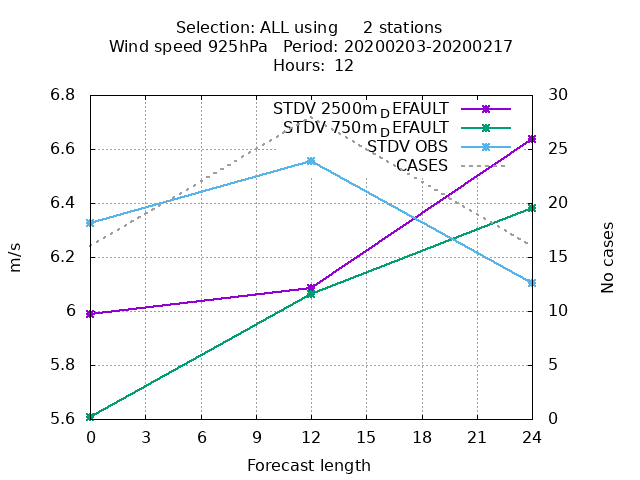 Selection: ALL using 2 stations
Wind speed 925hPa Period: 20200203-20200217
Hours: 12
STDV 2500m_DEFAULT
STDV 750m_DEFAULT
STDV OBS
CASES
6.8
6.6
6.4
6.2
6
5.8
5.6
30
25
20
15
10
5
0
m/s
No cases
0 3 6 9 12 15 18 21 24
Forecast length